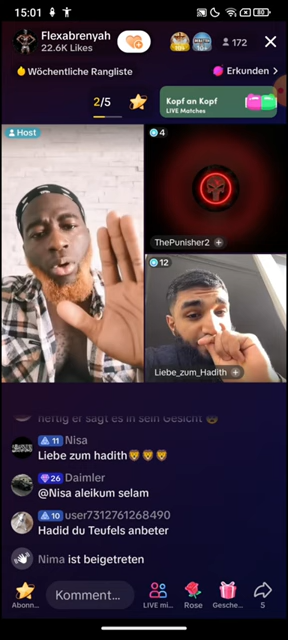 15:01
80
Flexabrenyah
22.6K Likes
172
Wöchentliche Rangliste
Erkunden
2/5
Kopf an Kopf
LIVE Matches
Host
4
ThePunisher2
12
Liebe_zum_Hadith
heftig er sagt es in sein Gesicht
11 Nisa
Liebe zum hadith
26 Daimler
@Nisa aleikum selam
10 user7312761268490
Hadid du Teufels anbeter
Nima ist beigetreten
Abonn...
Komment...
LIVE mi...
Rose
Gesche...
5